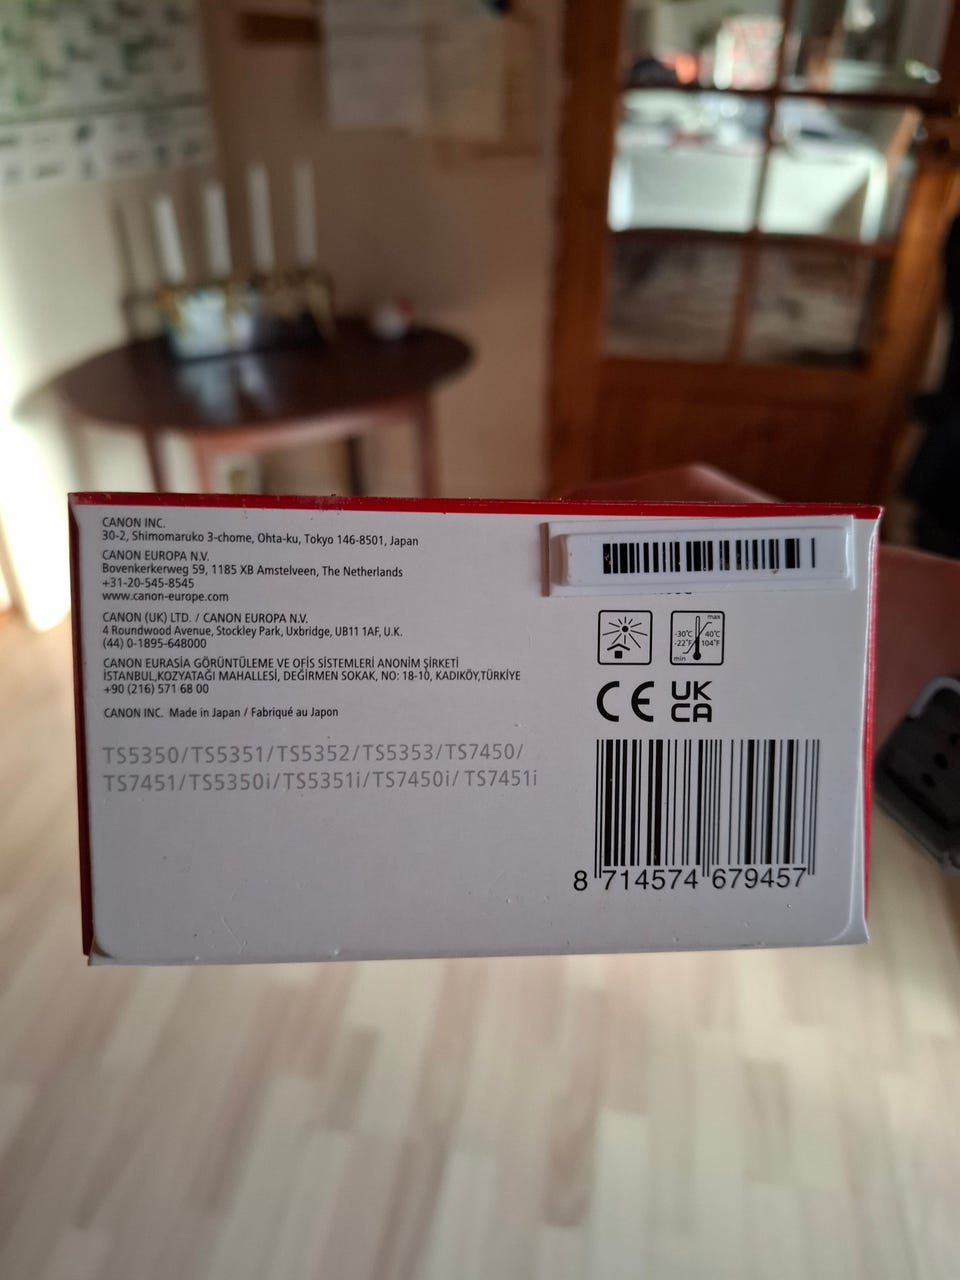 CANON INC.
30-2, Shimomaruko 3-chome, Ohta-ku, Tokyo 146-8501, Japan
CANON EUROPA N.V.
Bovenkerkerweg 59, 1185 XB Amstelveen, The Netherlands
+31-20-545-8545
www.canon-europe.com
CANON (UK) LTD. / CANON EUROPA N.V.
4 Roundwood Avenue, Stockley Park, Uxbridge, UB11 1AF, U.K.
(44) 0-1895-648000
CANON EURASİA GÖRÜNTÜLEME VE OFİS SİSTEMLERİ ANONİM ŞİRKETİ
İSTANBUL,KOZYATAĞI MAHALLESİ, DEĞİRMEN SOKAK, NO: 18-10, KADIKÖY,TÜRKİYE
+90 (216) 571 68 00
CANON INC. Made in Japan / Fabriqué au Japon
TS5350/TS5351/TS5352/TS5353/TS7450/
TS7451/TS5350i/TS5351i/TS7450i/ TS7451i
max
-30°C 40°C
-22°F 104°F
min
CE UK
CA
8 714574 679457